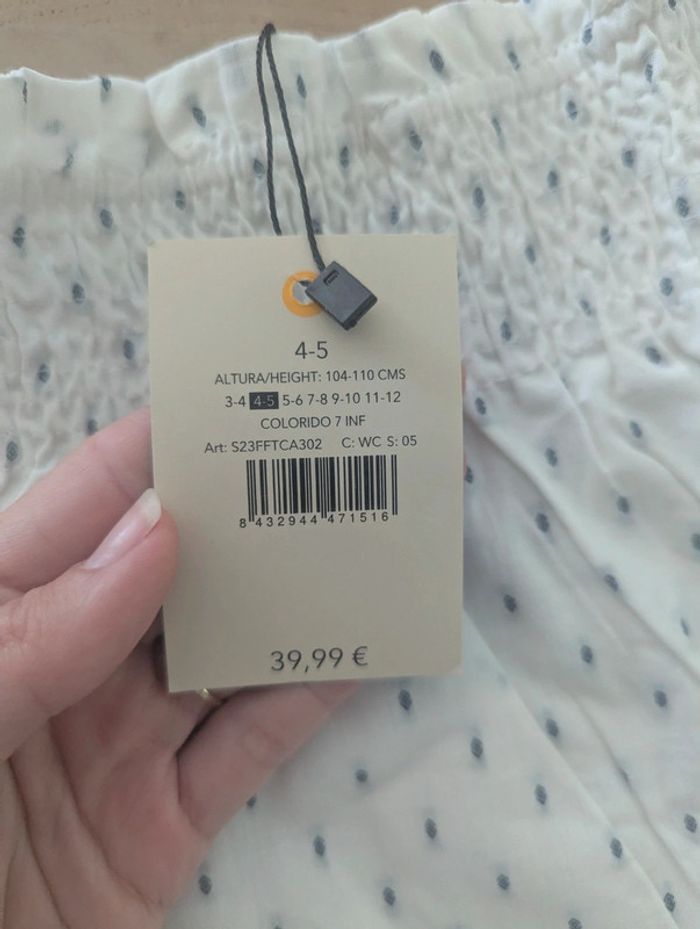 4-5
ALTURA/HEIGHT: 104-110 CMS
3-4 4-5 5-6 7-8 9-10 11-12
COLORIDO 7 INF
Art: S23FFTCA302 C: WC S: 05
8 432944 471516
39,99 €